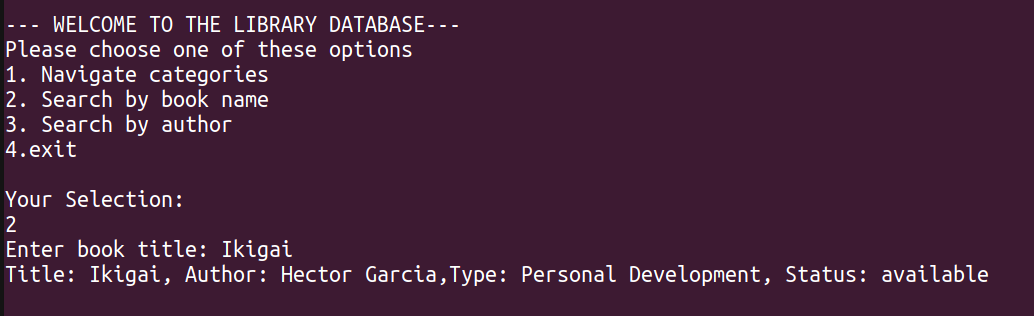 --- WELCOME TO THE LIBRARY DATABASE---
Please choose one of these options
1. Navigate categories
2. Search by book name
3. Search by author
4.exit
Your Selection:
2
Enter book title: Ikigai
Title: Ikigai, Author: Hector Garcia,Type: Personal Development, Status: available